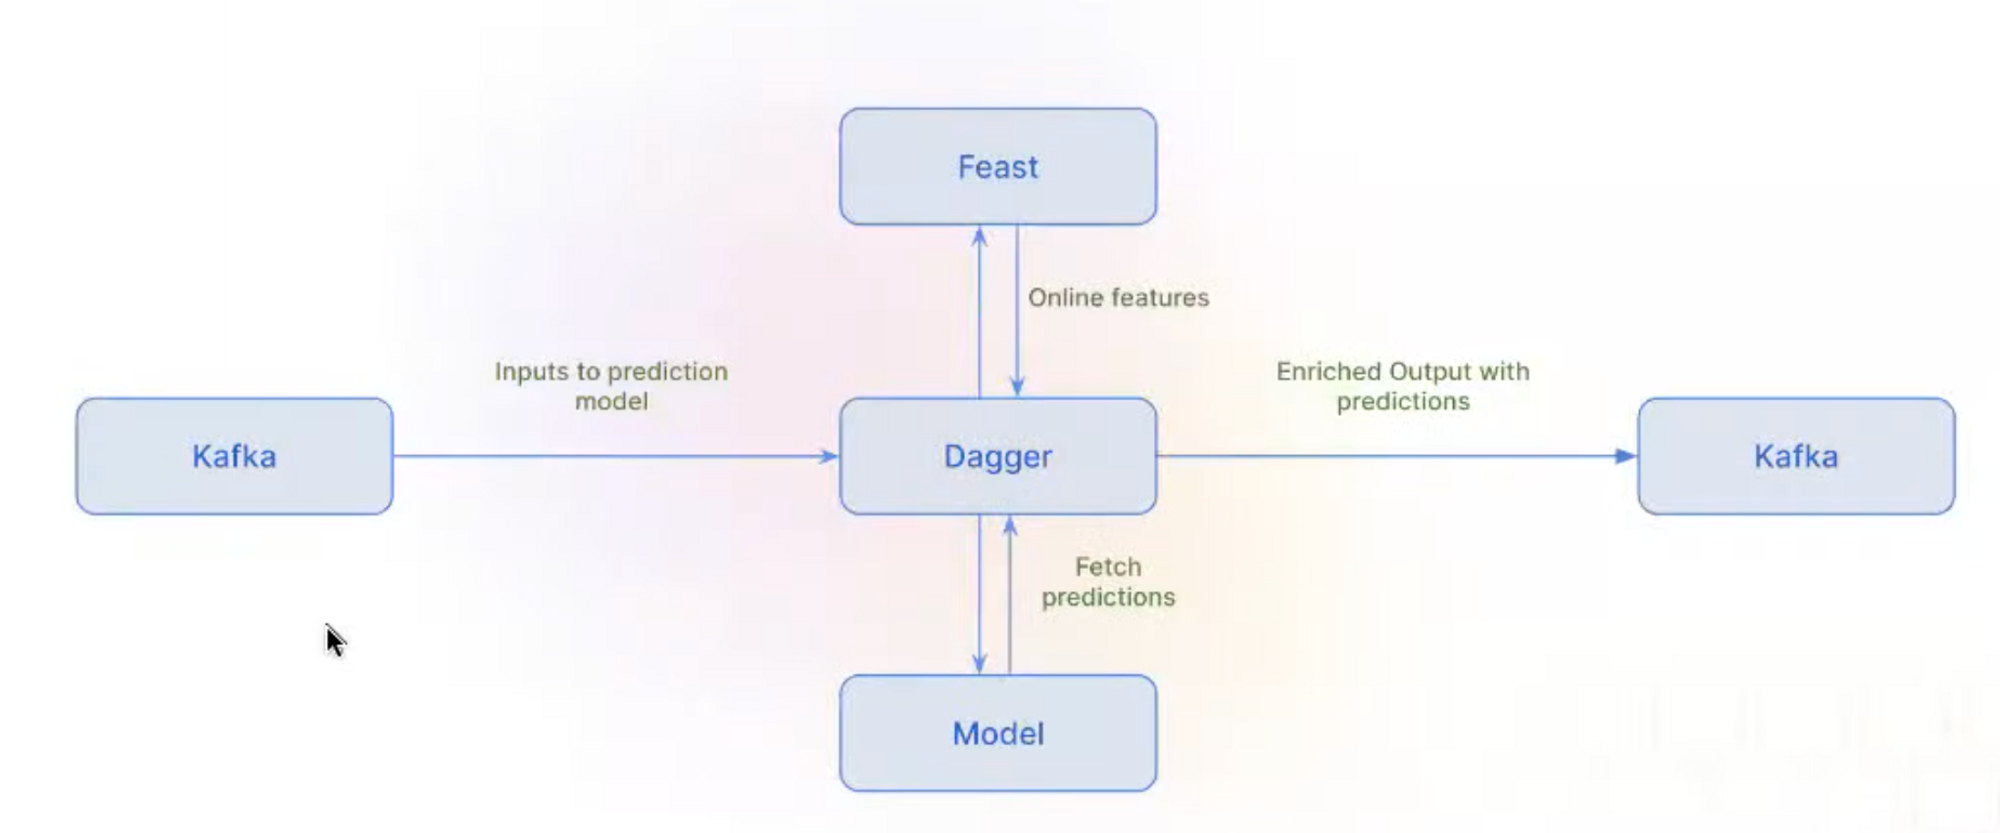 Feast
Online features
Inputs to prediction
model
Enriched Output with
predictions
Kafka
Dagger
Kafka
Fetch
predictions
Model